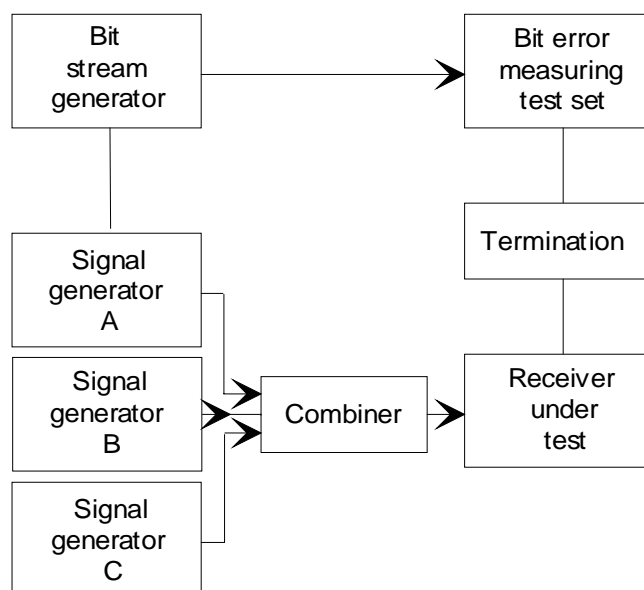 Bit
stream
generator
Bit error
measuring
test set
Termination
Signal
generator
A
Signal
generator
B
Signal
generator
C
Combiner
Receiver
under
test